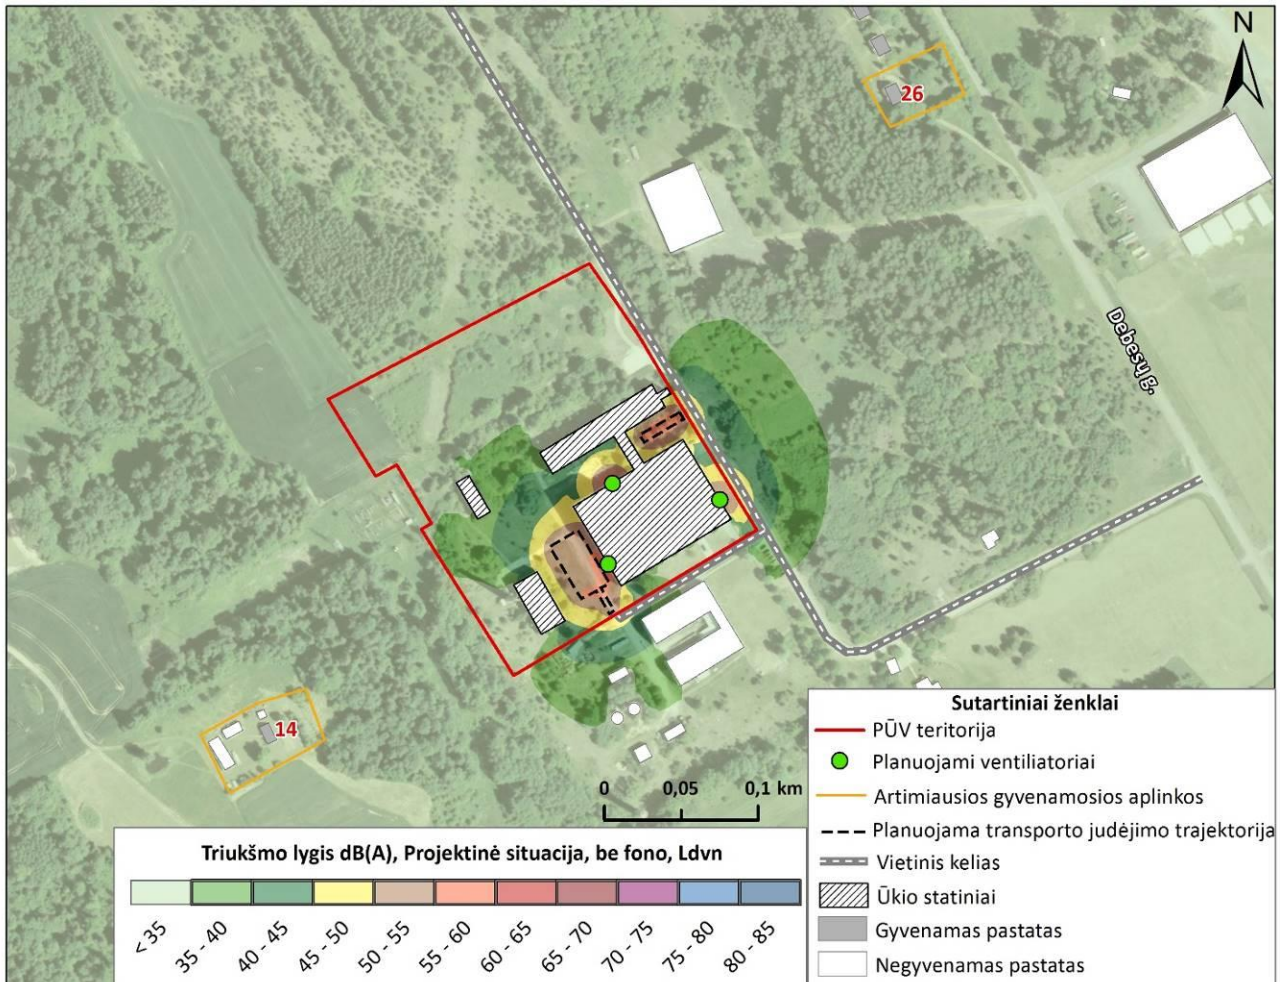 N
26
Debesų g.
14
0 0,05 0,1 km
Sutartiniai ženklai
PŪV teritorija
Planuojami ventiliatoriai
Artimiausios gyvenamosios aplinkos
Planuojama transporto judėjimo trajektorija
Vietinis kelias
Ūkio statiniai
Gyvenamas pastatas
Negyvenamas pastatas
Triukšmo lygis dB(A), Projektinė situacija, be fono, Ldvn
< 35 35 - 40 40 - 45 45 - 50 50 - 55 55 - 60 60 - 65 65 - 70 70 - 75 75 - 80 80 - 85